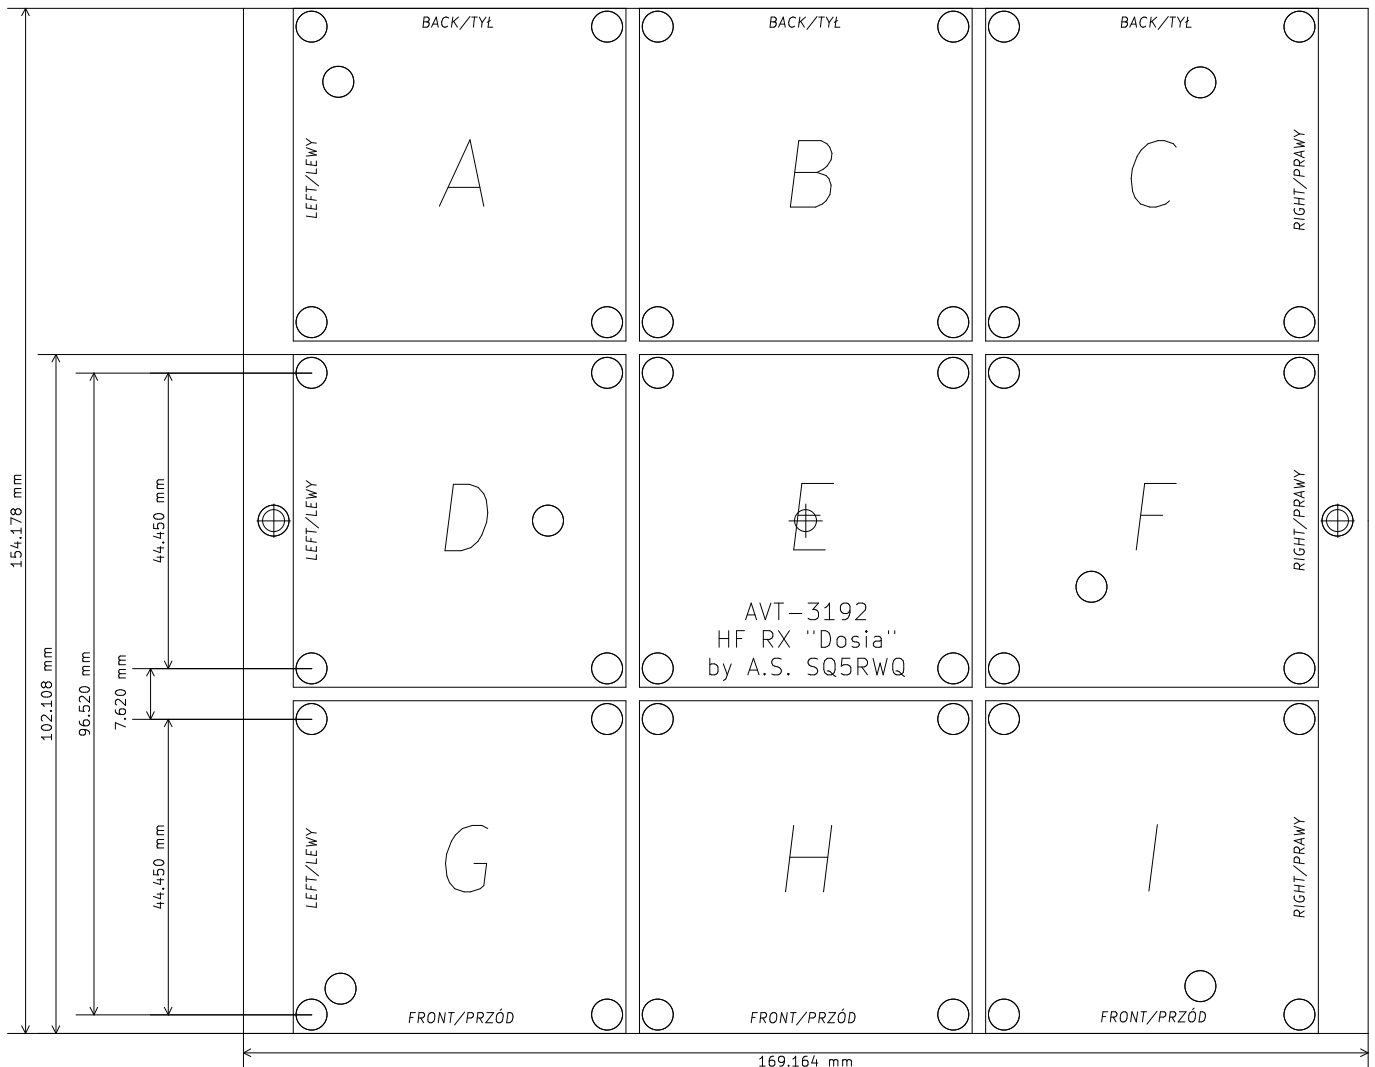 BACK/TYŁ
BACK/TYŁ
BACK/TYŁ
LEFT/LEWY
A
B
C
RIGHT/PRAWY
154.178 mm
102.108 mm
96.520 mm
7.620 mm
44.450 mm
LEFT/LEWY
D
E
F
RIGHT/PRAWY
AVT-3192
HF RX "Dosia"
by A.S. SQ5RWQ
44.450 mm
LEFT/LEWY
G
H
I
RIGHT/PRAWY
FRONT/PRZÓD
FRONT/PRZÓD
FRONT/PRZÓD
169.164 mm